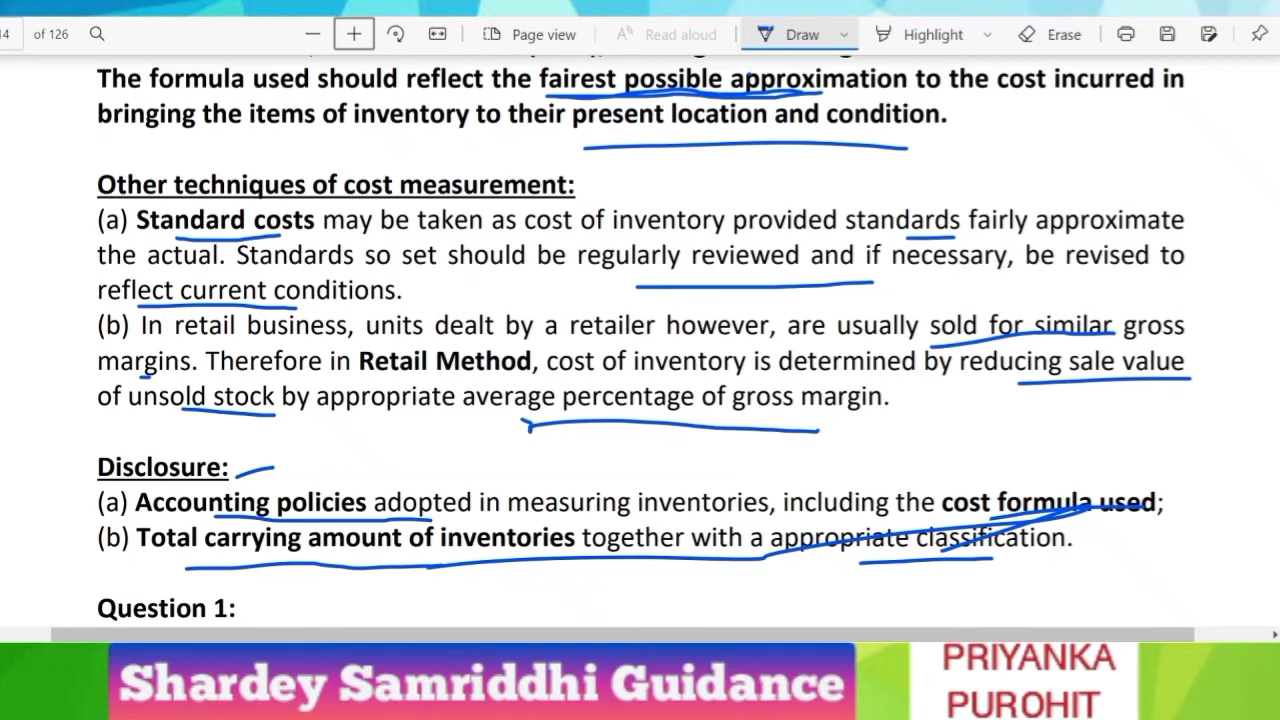 14 of 126 Page view Read aloud Draw Highlight Erase
The formula used should reflect the fairest possible approximation to the cost incurred in
bringing the items of inventory to their present location and condition.
Other techniques of cost measurement:
(a) Standard costs may be taken as cost of inventory provided standards fairly approximate
the actual. Standards so set should be regularly reviewed and if necessary, be revised to
reflect current conditions.
(b) In retail business, units dealt by a retailer however, are usually sold for similar gross
margins. Therefore in Retail Method, cost of inventory is determined by reducing sale value
of unsold stock by appropriate average percentage of gross margin.
Disclosure:
(a) Accounting policies adopted in measuring inventories, including the cost formula used;
(b) Total carrying amount of inventories together with a appropriate classification.
Question 1:
Shardey Samriddhi Guidance
PRIYANKA
PUROHIT